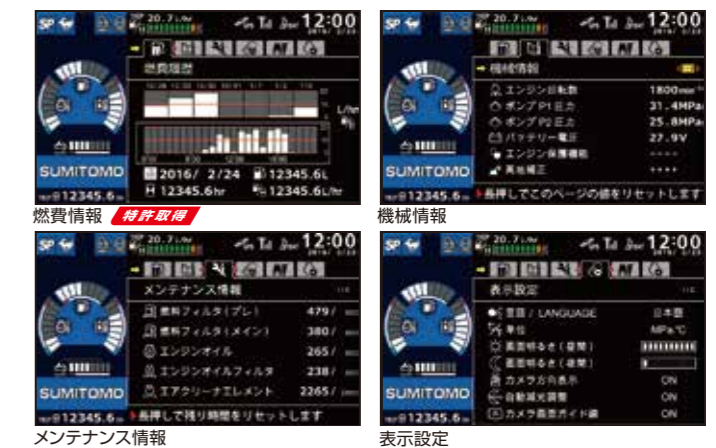 SP 20.7L/hr 12:00
燃費履歴
L/hr
2016/ 2/24 12345.6L
H 12345.6hr 12345.6L/hr
SUMITOMO
12345.6
燃費情報 特許取得
SP 20.7L/hr 12:00
機械情報
エンジン回転数 1800min⁻¹
ポンプ P1 圧力 31.4MPa
ポンプ P2 圧力 25.8MPa
バッテリー電圧 27.9V
エンジン保護機能 ----
高地補正 ----
SUMITOMO
12345.6 長押しでこのページの値をリセットします
機械情報
SP 20.7L/hr 12:00
メンテナンス情報
燃料フィルタ(プレ) 479/
燃料フィルタ(メイン) 380/
エンジンオイル 265/
エンジンオイルフィルタ 238/
エアクリーナエレメント 2265/
SUMITOMO
12345.6 長押しで残り時間をリセットします
メンテナンス情報
SP 20.7L/hr 12:00
表示設定
言語 / LANGUAGE 日本語
単位 MPa℃
画面明るさ(昼間)
画面明るさ(夜間)
カメラ方向表示 ON
自動減光調整 ON
カメラ画面ガイド線 ON
SUMITOMO
12345.6
表示設定